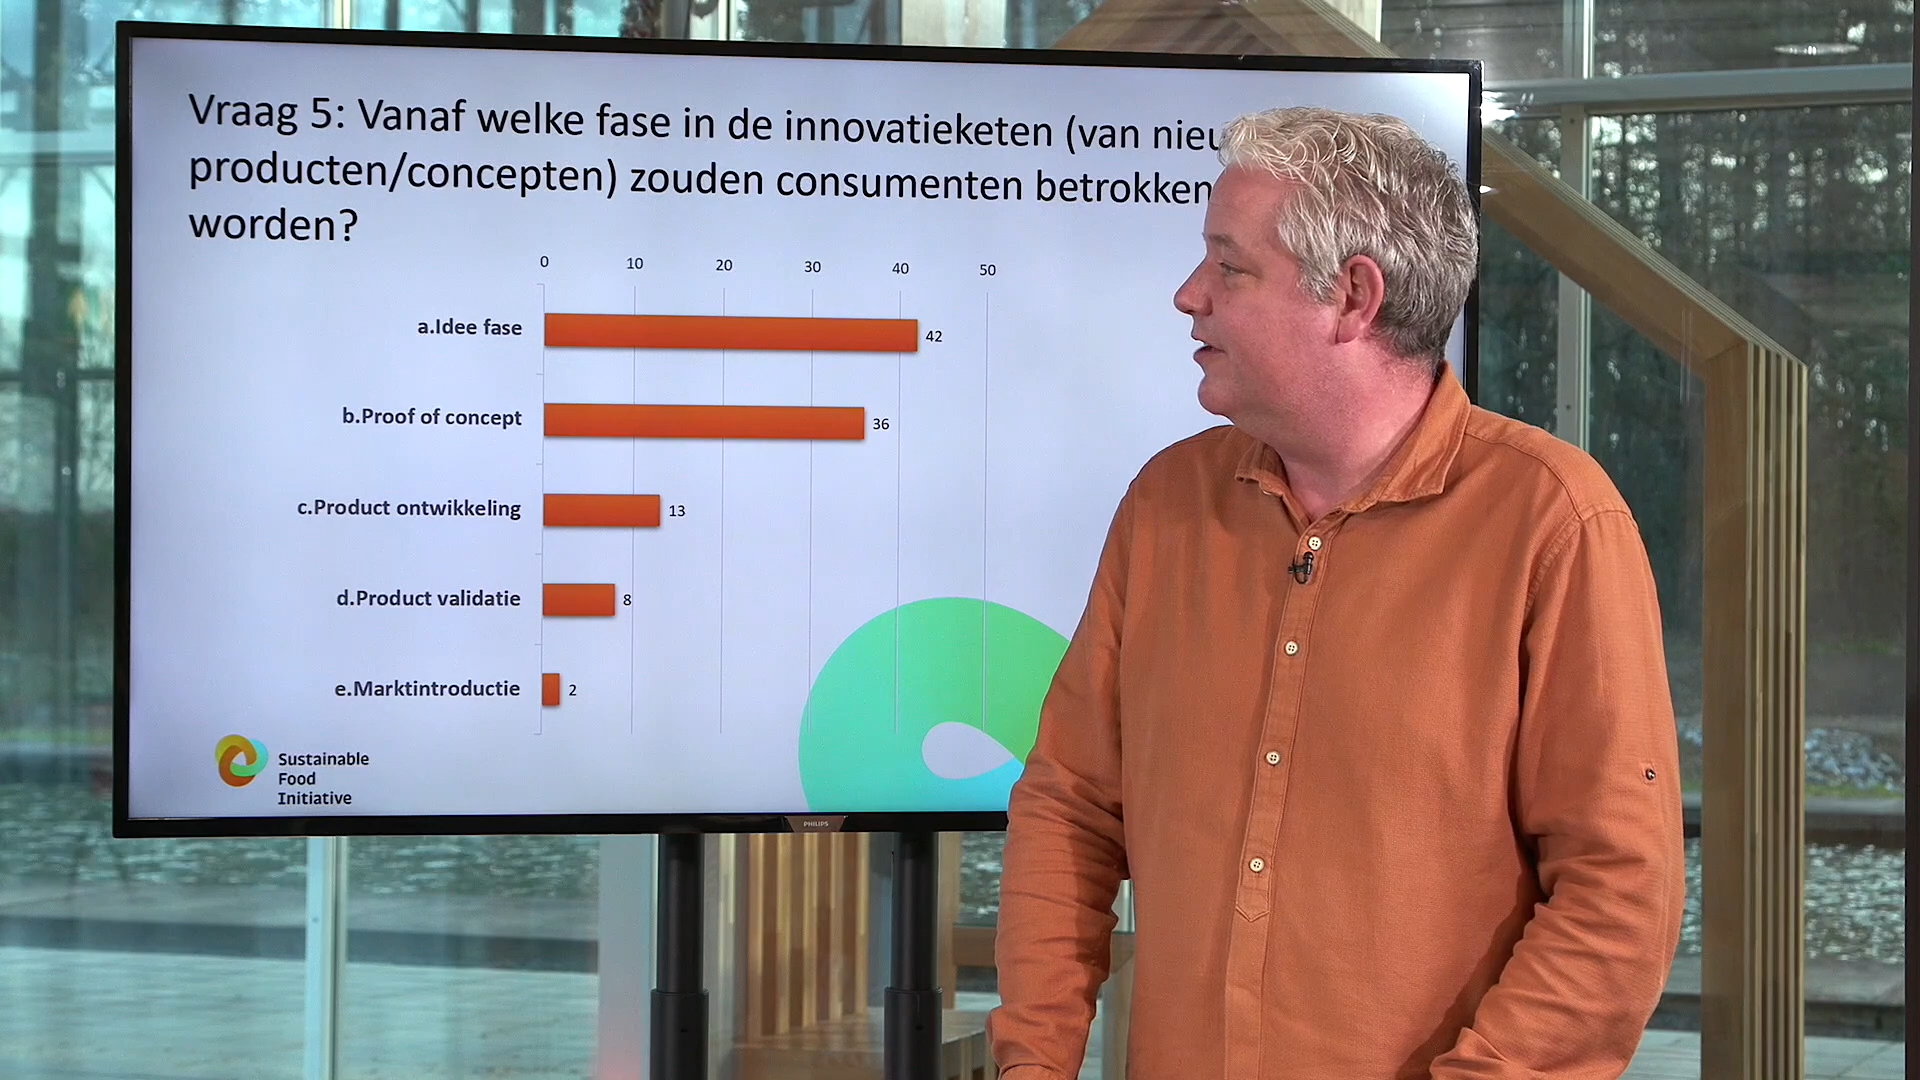 Vraag 5: Vanaf welke fase in de innovatieketen (van
producten/concepten) zouden consumenten betrokken
worden?
0 10 20 30 40 50
a.Idee fase 42
b.Proof of concept 36
c.Product ontwikkeling 13
d.Product validatie 8
e.Marktintroductie 2
Sustainable
Food
Initiative
PHILIPS